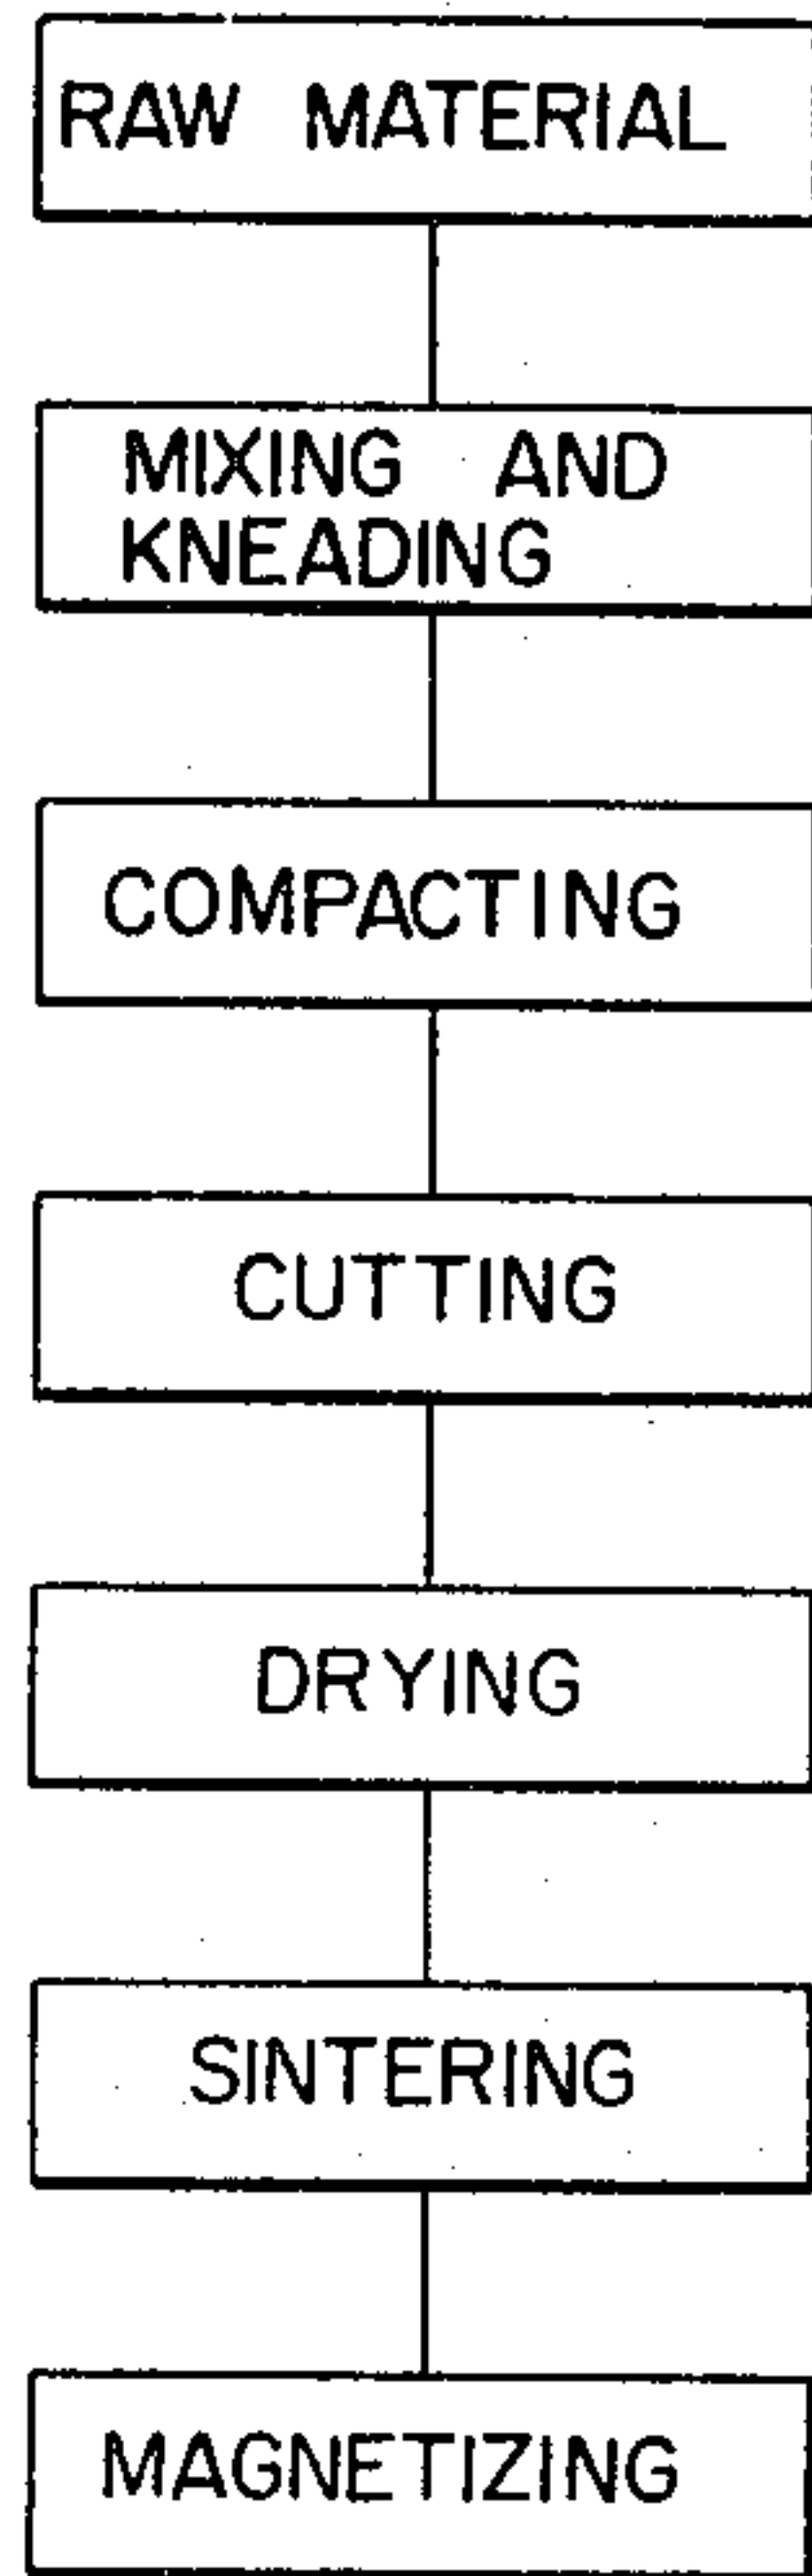 RAW MATERIAL
MIXING AND
KNEADING
COMPACTING
CUTTING
DRYING
SINTERING
MAGNETIZING